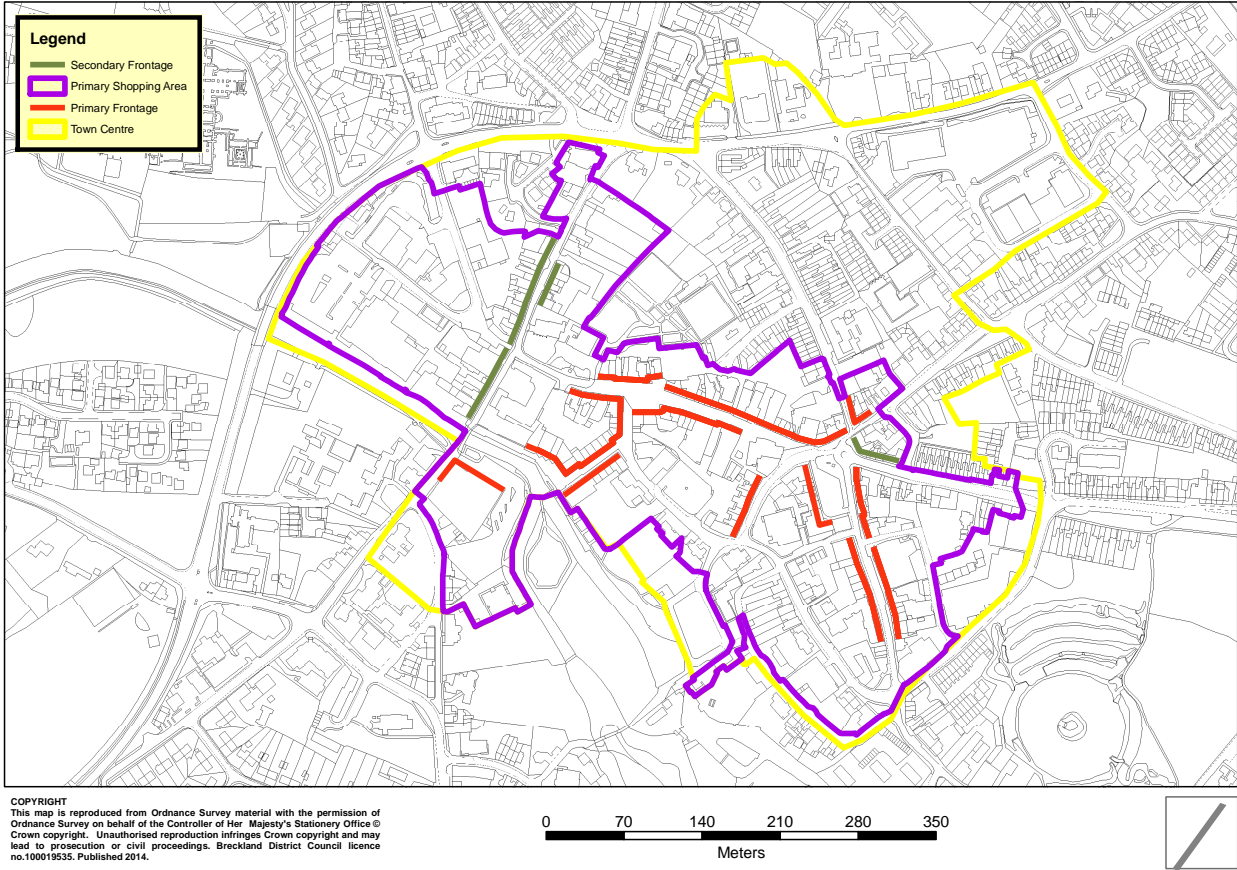 Legend
Secondary Frontage
Primary Shopping Area
Primary Frontage
Town Centre
COPYRIGHT
This map is reproduced from Ordnance Survey material with the permission of
Ordnance Survey on behalf of the Controller of Her Majesty's Stationery Office ©
Crown copyright. Unauthorised reproduction infringes Crown copyright and may
lead to prosecution or civil proceedings. Breckland District Council licence
no.100019535. Published 2014.
0 70 140 210 280 350
Meters